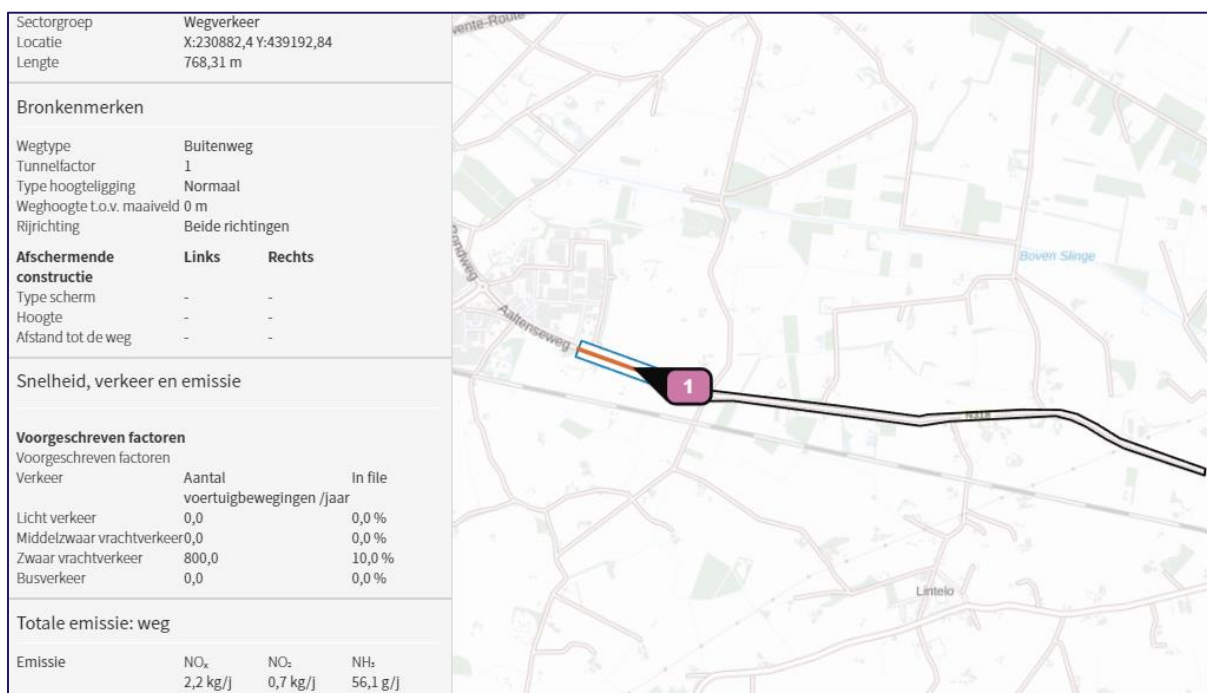 Sectorgroep Wegverkeer
Locatie X:230882,4 Y:439192,84
Lengte 768,31 m
Bronkenmerken
Wegtype Buitenweg
Tunnelfactor 1
Type hoogteligging Normaal
Weghoogte t.o.v. maaiveld 0 m
Rijrichting Beide richtingen
Afschermende Links Rechts
constructie
Type scherm - -
Hoogte - -
Afstand tot de weg - -
Snelheid, verkeer en emissie
Voorgeschreven factoren
Voorgeschreven factoren
Verkeer Aantal In file
voertuigbewegingen /jaar
Licht verkeer 0,0 0,0 %
Middelzwaar vrachtverkeer 0,0 0,0 %
Zwaar vrachtverkeer 800,0 10,0 %
Busverkeer 0,0 0,0 %
Totale emissie: weg
Emissie NOₓ NO₂ NH₃
2,2 kg/j 0,7 kg/j 56,1 g/j
vente-Route
Boven Slinge
Rondweg
Aaltenseweg
1
N318
Lintelo